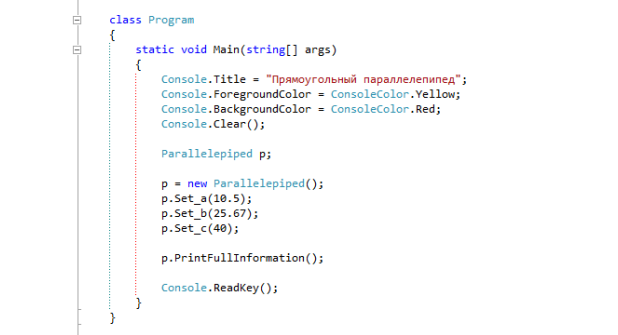 class Program
{
static void Main(string[] args)
{
Console.Title = "Прямоугольный параллелепипед";
Console.ForegroundColor = ConsoleColor.Yellow;
Console.BackgroundColor = ConsoleColor.Red;
Console.Clear();
Parallelepiped p;
p = new Parallelepiped();
p.Set_a(10.5);
p.Set_b(25.67);
p.Set_c(40);
p.PrintFullInformation();
Console.ReadKey();
}
}